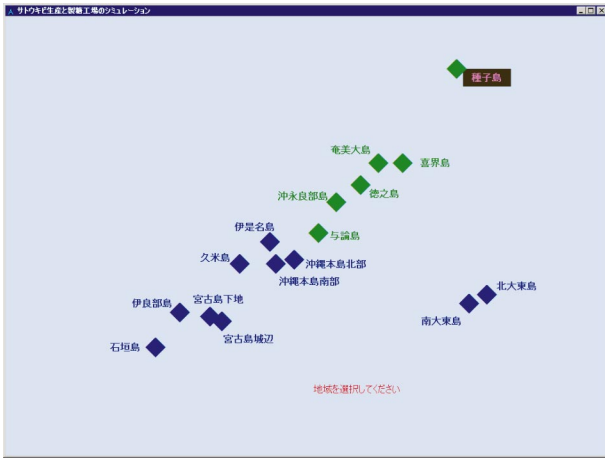 サトウキビ生産と製糖工場のシミュレーション
種子島
奄美大島
喜界島
徳之島
沖永良部島
与論島
伊是名島
久米島
沖縄本島北部
沖縄本島南部
北大東島
南大東島
宮古島下地
伊良部島
宮古島城辺
石垣島
地域を選択してください